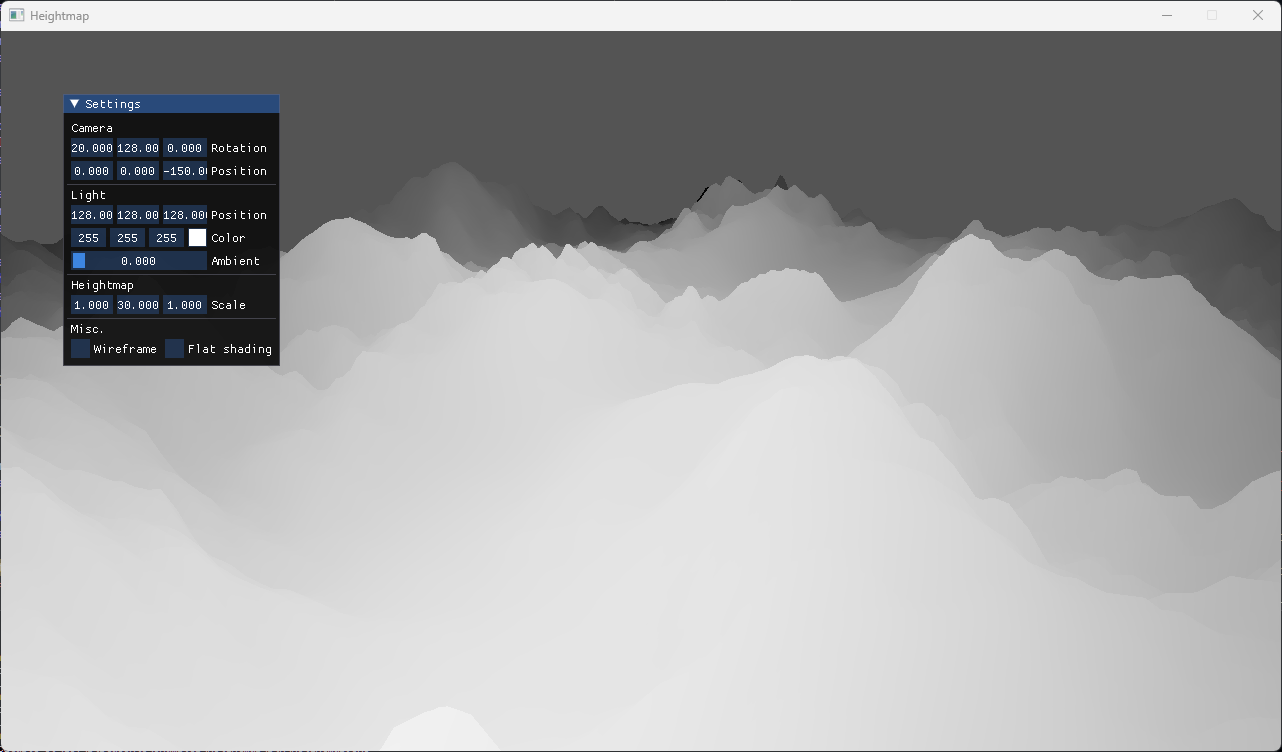 Heightmap
Settings
Camera
20.000 128.00 0.000 Rotation
0.000 0.000 -150.0 Position
Light
128.00 128.00 128.00 Position
255 255 255 Color
0.000 Ambient
Heightmap
1.000 30.000 1.000 Scale
Misc.
Wireframe Flat shading